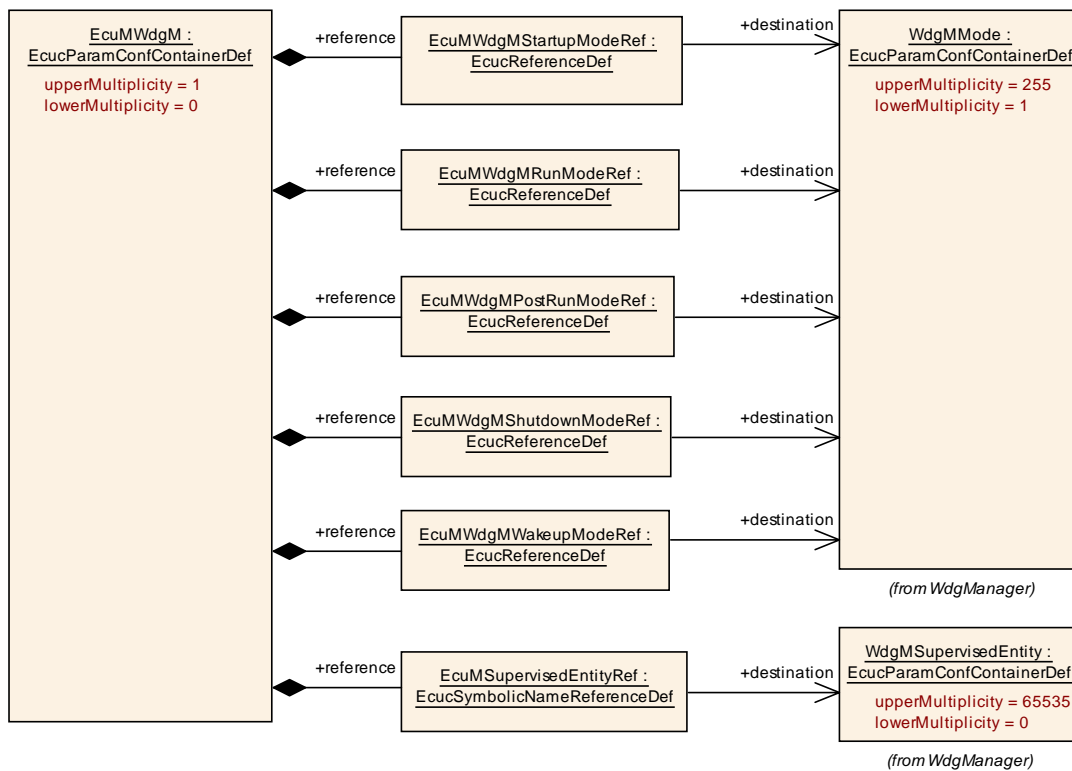 EcuMWdgM :
EcucParamConfContainerDef
upperMultiplicity = 1
lowerMultiplicity = 0
+reference
EcuMWdgMStartupModeRef :
EcucReferenceDef
+destination
WdgMMode :
EcucParamConfContainerDef
upperMultiplicity = 255
lowerMultiplicity = 1
+reference
EcuMWdgMRunModeRef :
EcucReferenceDef
+destination
+reference
EcuMWdgMPostRunModeRef :
EcucReferenceDef
+destination
+reference
EcuMWdgMShutdownModeRef :
EcucReferenceDef
+destination
+reference
EcuMWdgMWakeupModeRef :
EcucReferenceDef
+destination
(from WdgManager)
+reference
EcuMSupervisedEntityRef :
EcucSymbolicNameReferenceDef
+destination
WdgMSupervisedEntity :
EcucParamConfContainerDef
upperMultiplicity = 65535
lowerMultiplicity = 0
(from WdgManager)